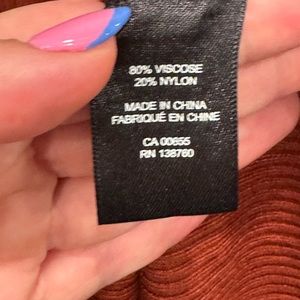 80% VISCOSE
20% NYLON
MADE IN CHINA
FABRIQUÉ EN CHINE
CA 00655
RN 138760